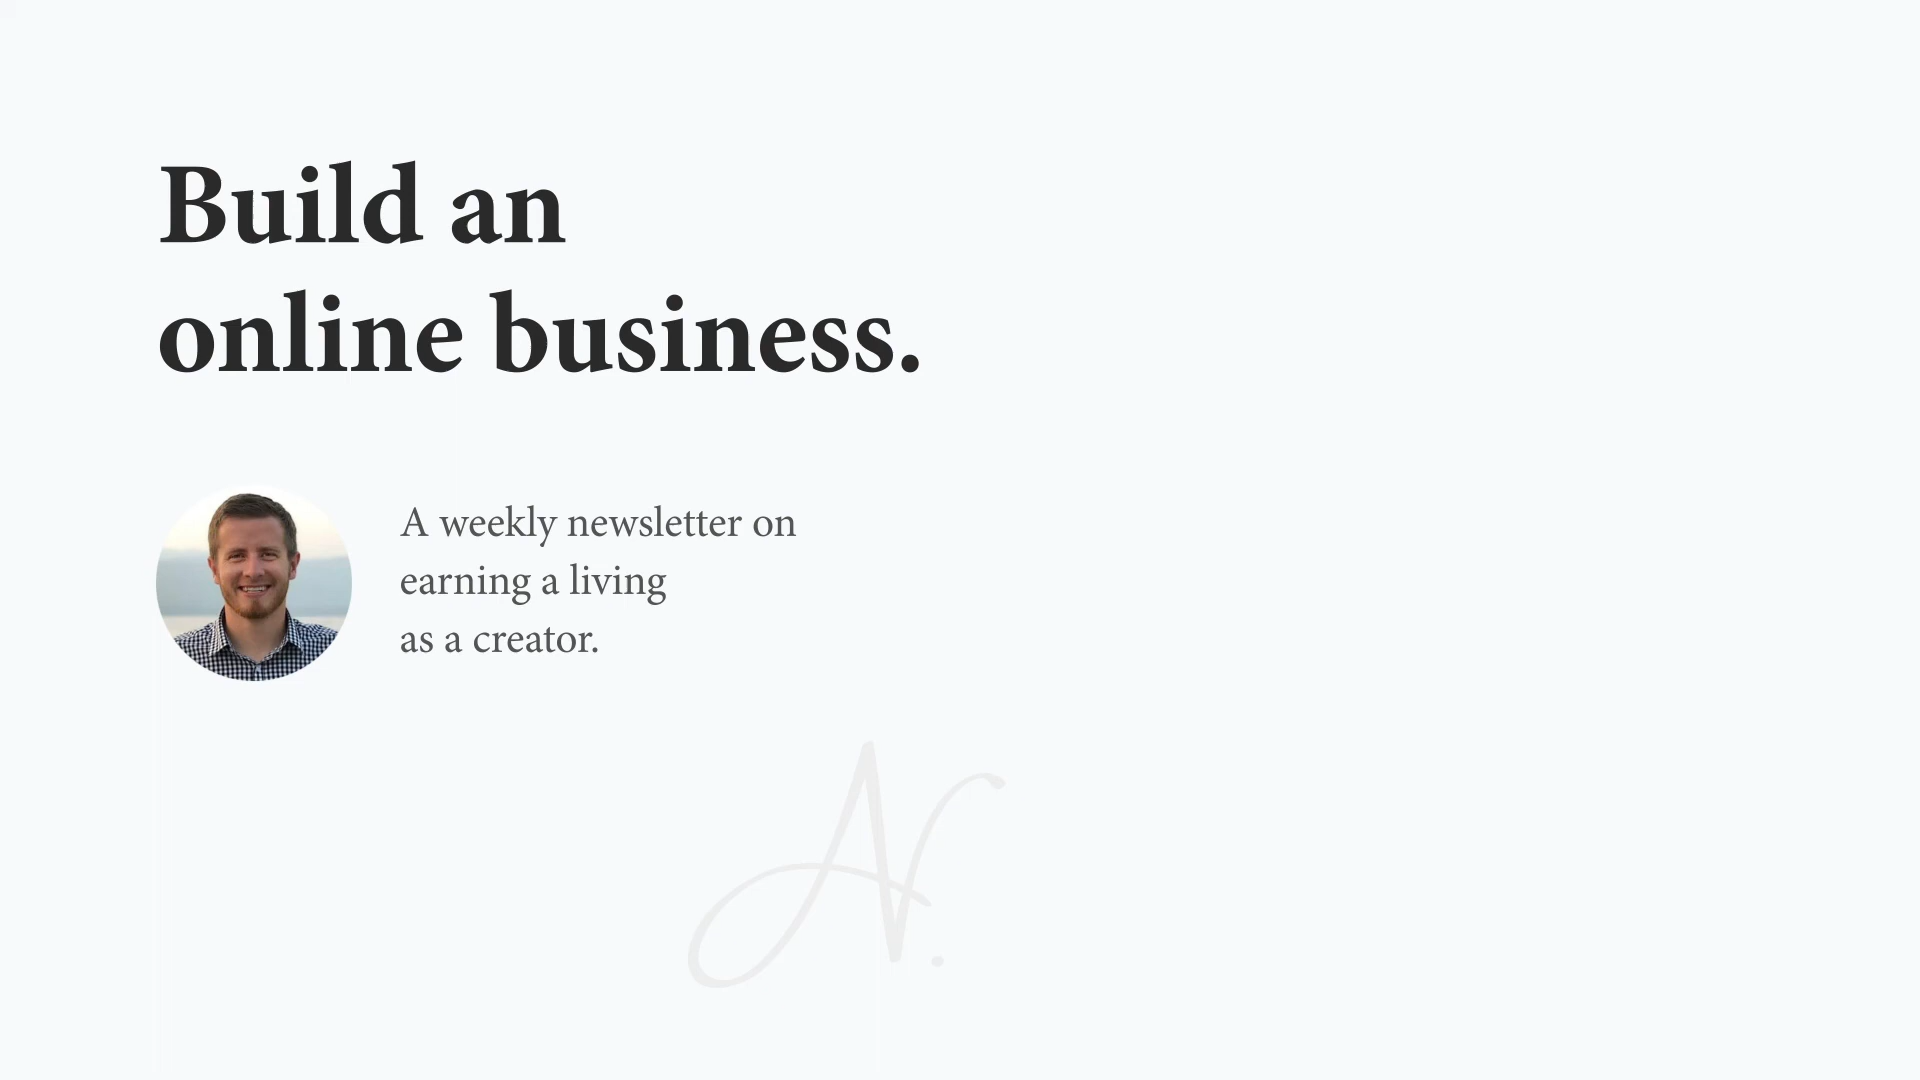 Build an
online business.
A weekly newsletter on
earning a living
as a creator.